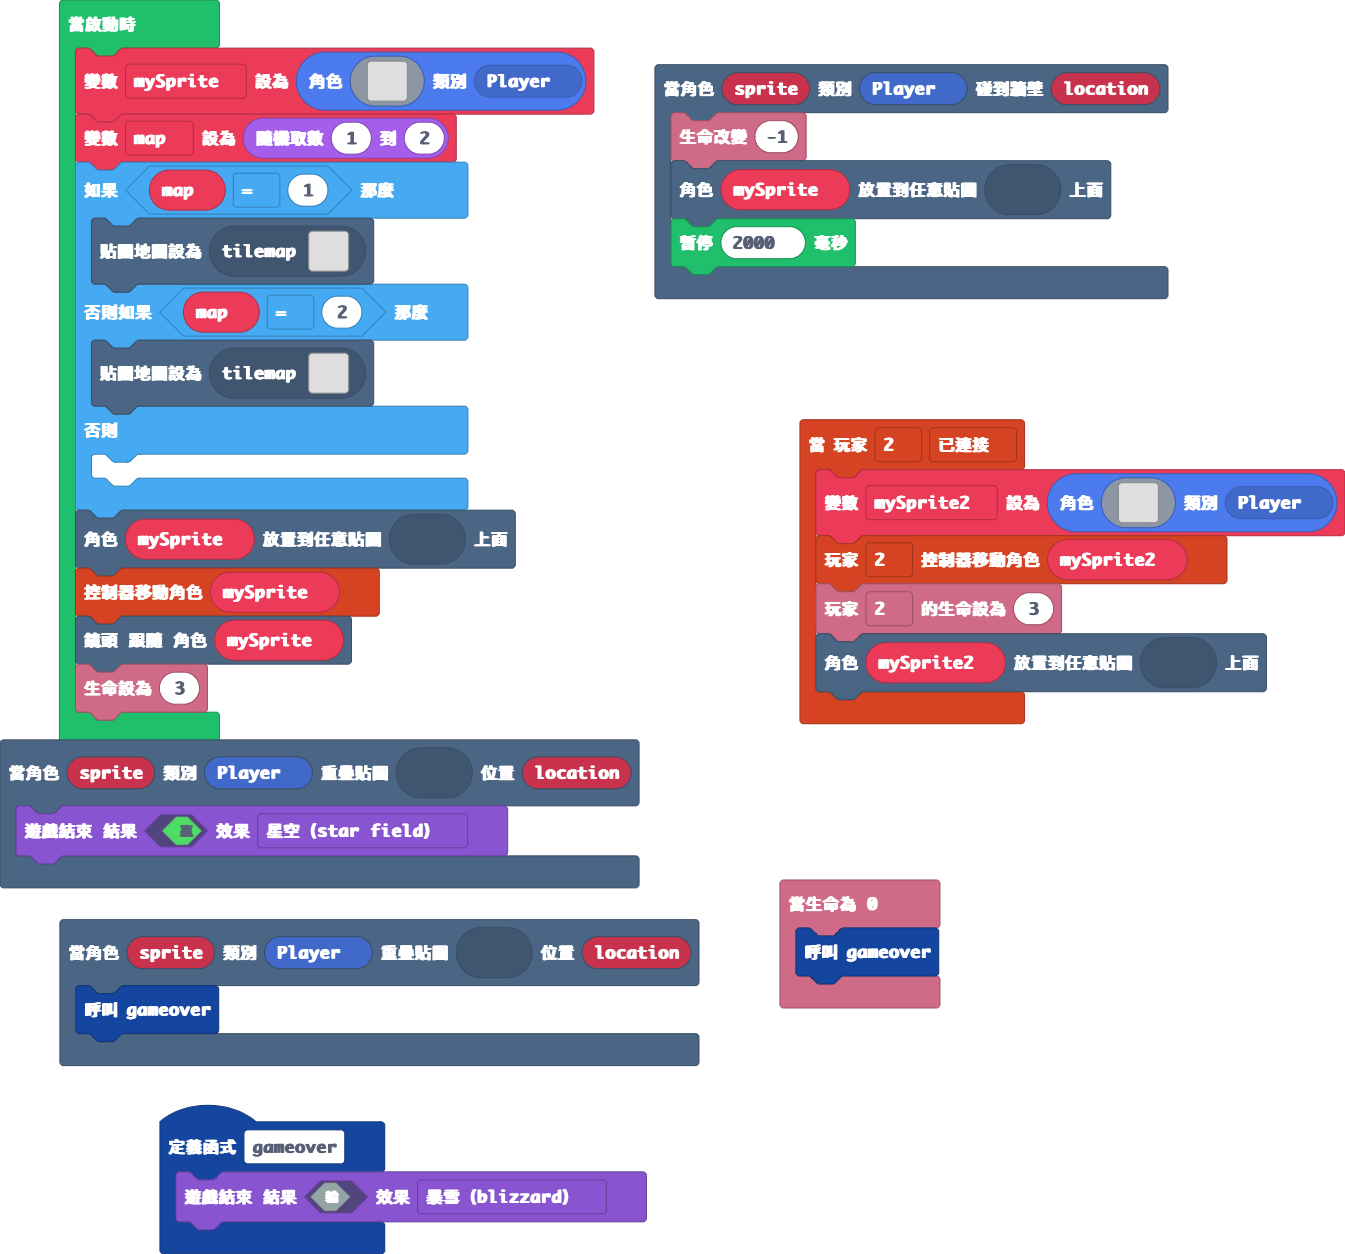 當啟動時
變數 mySprite 設為 角色 類別 Player
變數 map 設為 隨機取數 1 到 2
如果 map = 1 那麼
貼圖地圖設為 tilemap
否則如果 map = 2 那麼
貼圖地圖設為 tilemap
否則
角色 mySprite 放置到任意貼圖 上面
控制器移動角色 mySprite
鏡頭 跟隨 角色 mySprite
生命設為 3
當角色 sprite 類別 Player 碰到牆壁 location
生命改變 -1
角色 mySprite 放置到任意貼圖 上面
暫停 2000 毫秒
當 玩家 2 已連接
變數 mySprite2 設為 角色 類別 Player
玩家 2 控制器移動角色 mySprite2
玩家 2 的生命設為 3
角色 mySprite2 放置到任意貼圖 上面
當角色 sprite 類別 Player 重疊貼圖 位置 location
遊戲結束 結果 贏 效果 星空 (star field)
當角色 sprite 類別 Player 重疊貼圖 位置 location
呼叫 gameover
當生命為 0
呼叫 gameover
定義函式 gameover
遊戲結束 結果 輸 效果 暴雪 (blizzard)